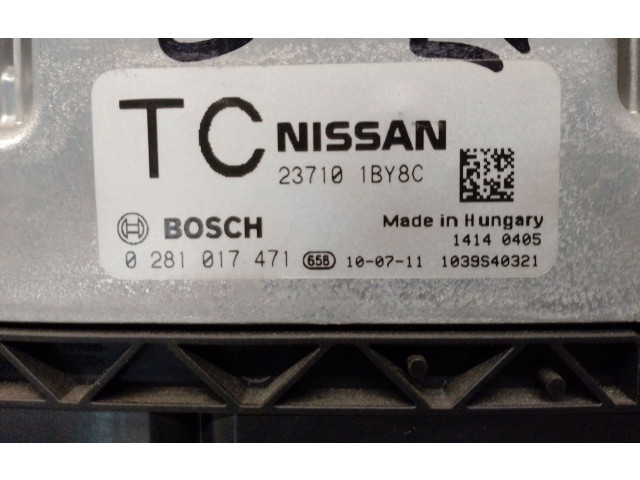 TC NISSAN
23710 1BY8C
BOSCH Made in Hungary
1414 0405
0 281 017 471 658 10-07-11 1039S40321